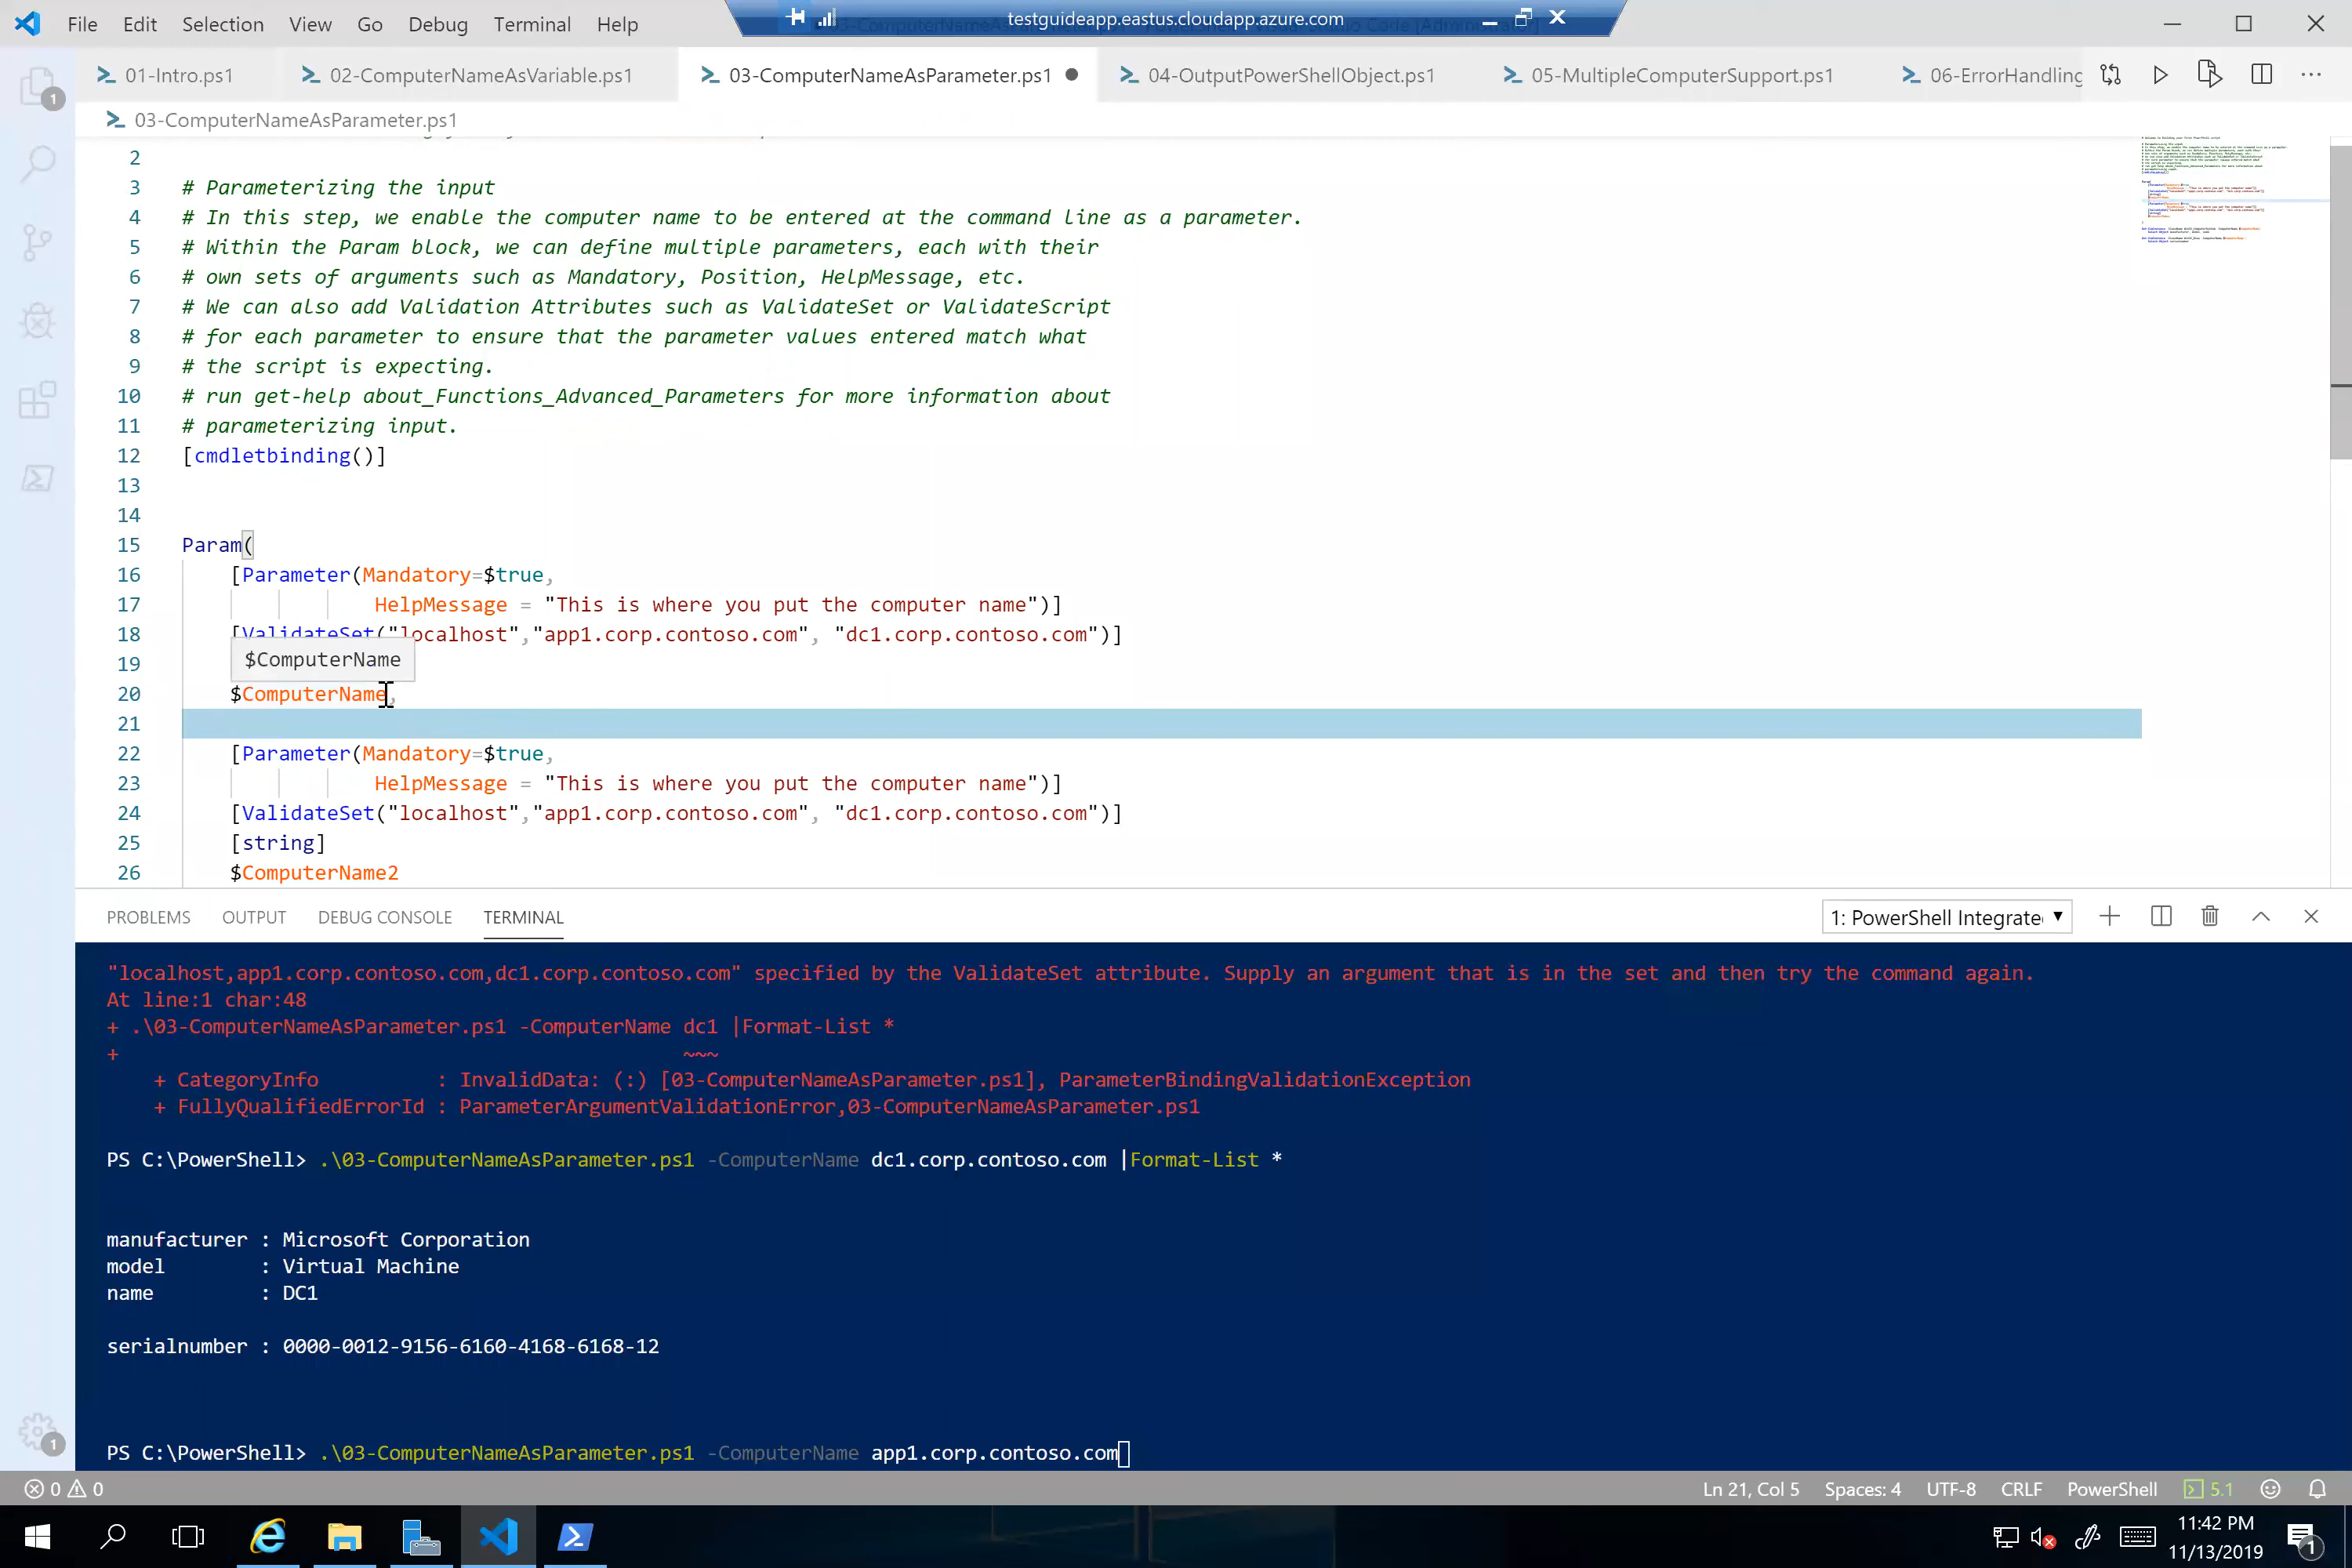 File Edit Selection View Go Debug Terminal Help
testguideapp.eastus.cloudapp.azure.com
01-Intro.ps1 02-ComputerNameAsVariable.ps1 03-ComputerNameAsParameter.ps1 04-OutputPowerShellObject.ps1 05-MultipleComputerSupport.ps1 06-ErrorHandling
1
03-ComputerNameAsParameter.ps1
2
3 # Parameterizing the input
4 # In this step, we enable the computer name to be entered at the command line as a parameter.
5 # Within the Param block, we can define multiple parameters, each with their
6 # own sets of arguments such as Mandatory, Position, HelpMessage, etc.
7 # We can also add Validation Attributes such as ValidateSet or ValidateScript
8 # for each parameter to ensure that the parameter values entered match what
9 # the script is expecting.
10 # run get-help about_Functions_Advanced_Parameters for more information about
11 # parameterizing input.
12 [cmdletbinding()]
13
14
15 Param(
16 [Parameter(Mandatory=$true,
17 HelpMessage = "This is where you put the computer name")]
18 [ValidateSet("localhost","app1.corp.contoso.com", "dc1.corp.contoso.com")]
19 $ComputerName
20 $ComputerName,
21
22 [Parameter(Mandatory=$true,
23 HelpMessage = "This is where you put the computer name")]
24 [ValidateSet("localhost","app1.corp.contoso.com", "dc1.corp.contoso.com")]
25 [string]
26 $ComputerName2
PROBLEMS OUTPUT DEBUG CONSOLE TERMINAL 1: PowerShell Integrate
"localhost,app1.corp.contoso.com,dc1.corp.contoso.com" specified by the ValidateSet attribute. Supply an argument that is in the set and then try the command again.
At line:1 char:48
+ .\03-ComputerNameAsParameter.ps1 -ComputerName dc1 |Format-List *
+ ~~~
+ CategoryInfo : InvalidData: (:) [03-ComputerNameAsParameter.ps1], ParameterBindingValidationException
+ FullyQualifiedErrorId : ParameterArgumentValidationError,03-ComputerNameAsParameter.ps1
PS C:\PowerShell> .\03-ComputerNameAsParameter.ps1 -ComputerName dc1.corp.contoso.com |Format-List *
manufacturer : Microsoft Corporation
model : Virtual Machine
name : DC1
serialnumber : 0000-0012-9156-6160-4168-6168-12
1
PS C:\PowerShell> .\03-ComputerNameAsParameter.ps1 -ComputerName app1.corp.contoso.com
0 0 Ln 21, Col 5 Spaces: 4 UTF-8 CRLF PowerShell 5.1
11:42 PM
11/13/2019
1